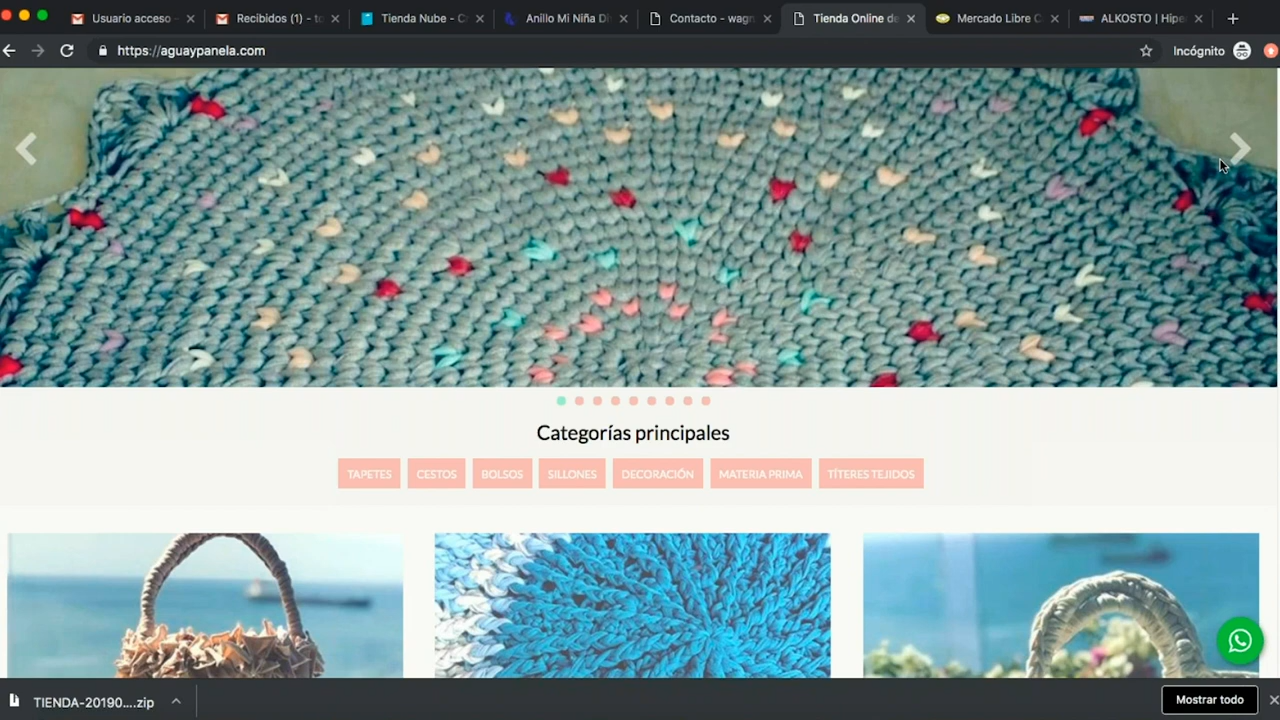 Usuario acceso
Recibidos (1) - to
Tienda Nube - C
Anillo Mi Niña Di
Contacto - wagn
Tienda Online de
Mercado Libre C
ALKOSTO | Hipe
https://aguaypanela.com
Incógnito
Categorías principales
TAPETES
CESTOS
BOLSOS
SILLONES
DECORACIÓN
MATERIA PRIMA
TÍTERES TEJIDOS
TIENDA-20190....zip
Mostrar todo